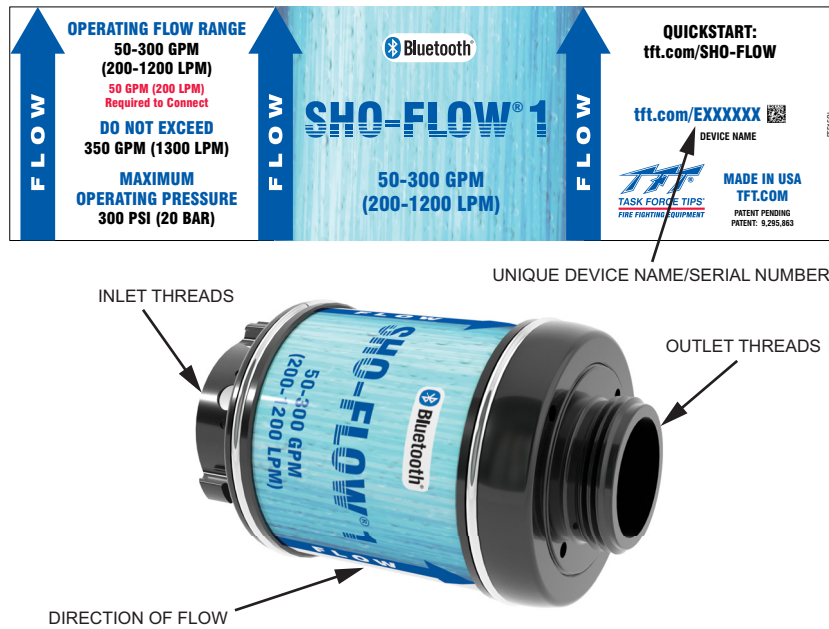 FLOW
OPERATING FLOW RANGE
50-300 GPM
(200-1200 LPM)
50 GPM (200 LPM)
Required to Connect
DO NOT EXCEED
350 GPM (1300 LPM)
MAXIMUM
OPERATING PRESSURE
300 PSI (20 BAR)
FLOW
Bluetooth®
SHO-FLOW® 1
50-300 GPM
(200-1200 LPM)
FLOW
QUICKSTART:
tft.com/SHO-FLOW
tft.com/EXXXXXX
DEVICE NAME
TFT®
TASK FORCE TIPS®
FIRE FIGHTING EQUIPMENT
MADE IN USA
TFT.COM
PATENT PENDING
PATENT: 9,295,863
UNIQUE DEVICE NAME/SERIAL NUMBER
INLET THREADS
OUTLET THREADS
FLOW
SHO-FLOW® 1
50-300 GPM
(200-1200 LPM)
Bluetooth®
FLOW
DIRECTION OF FLOW